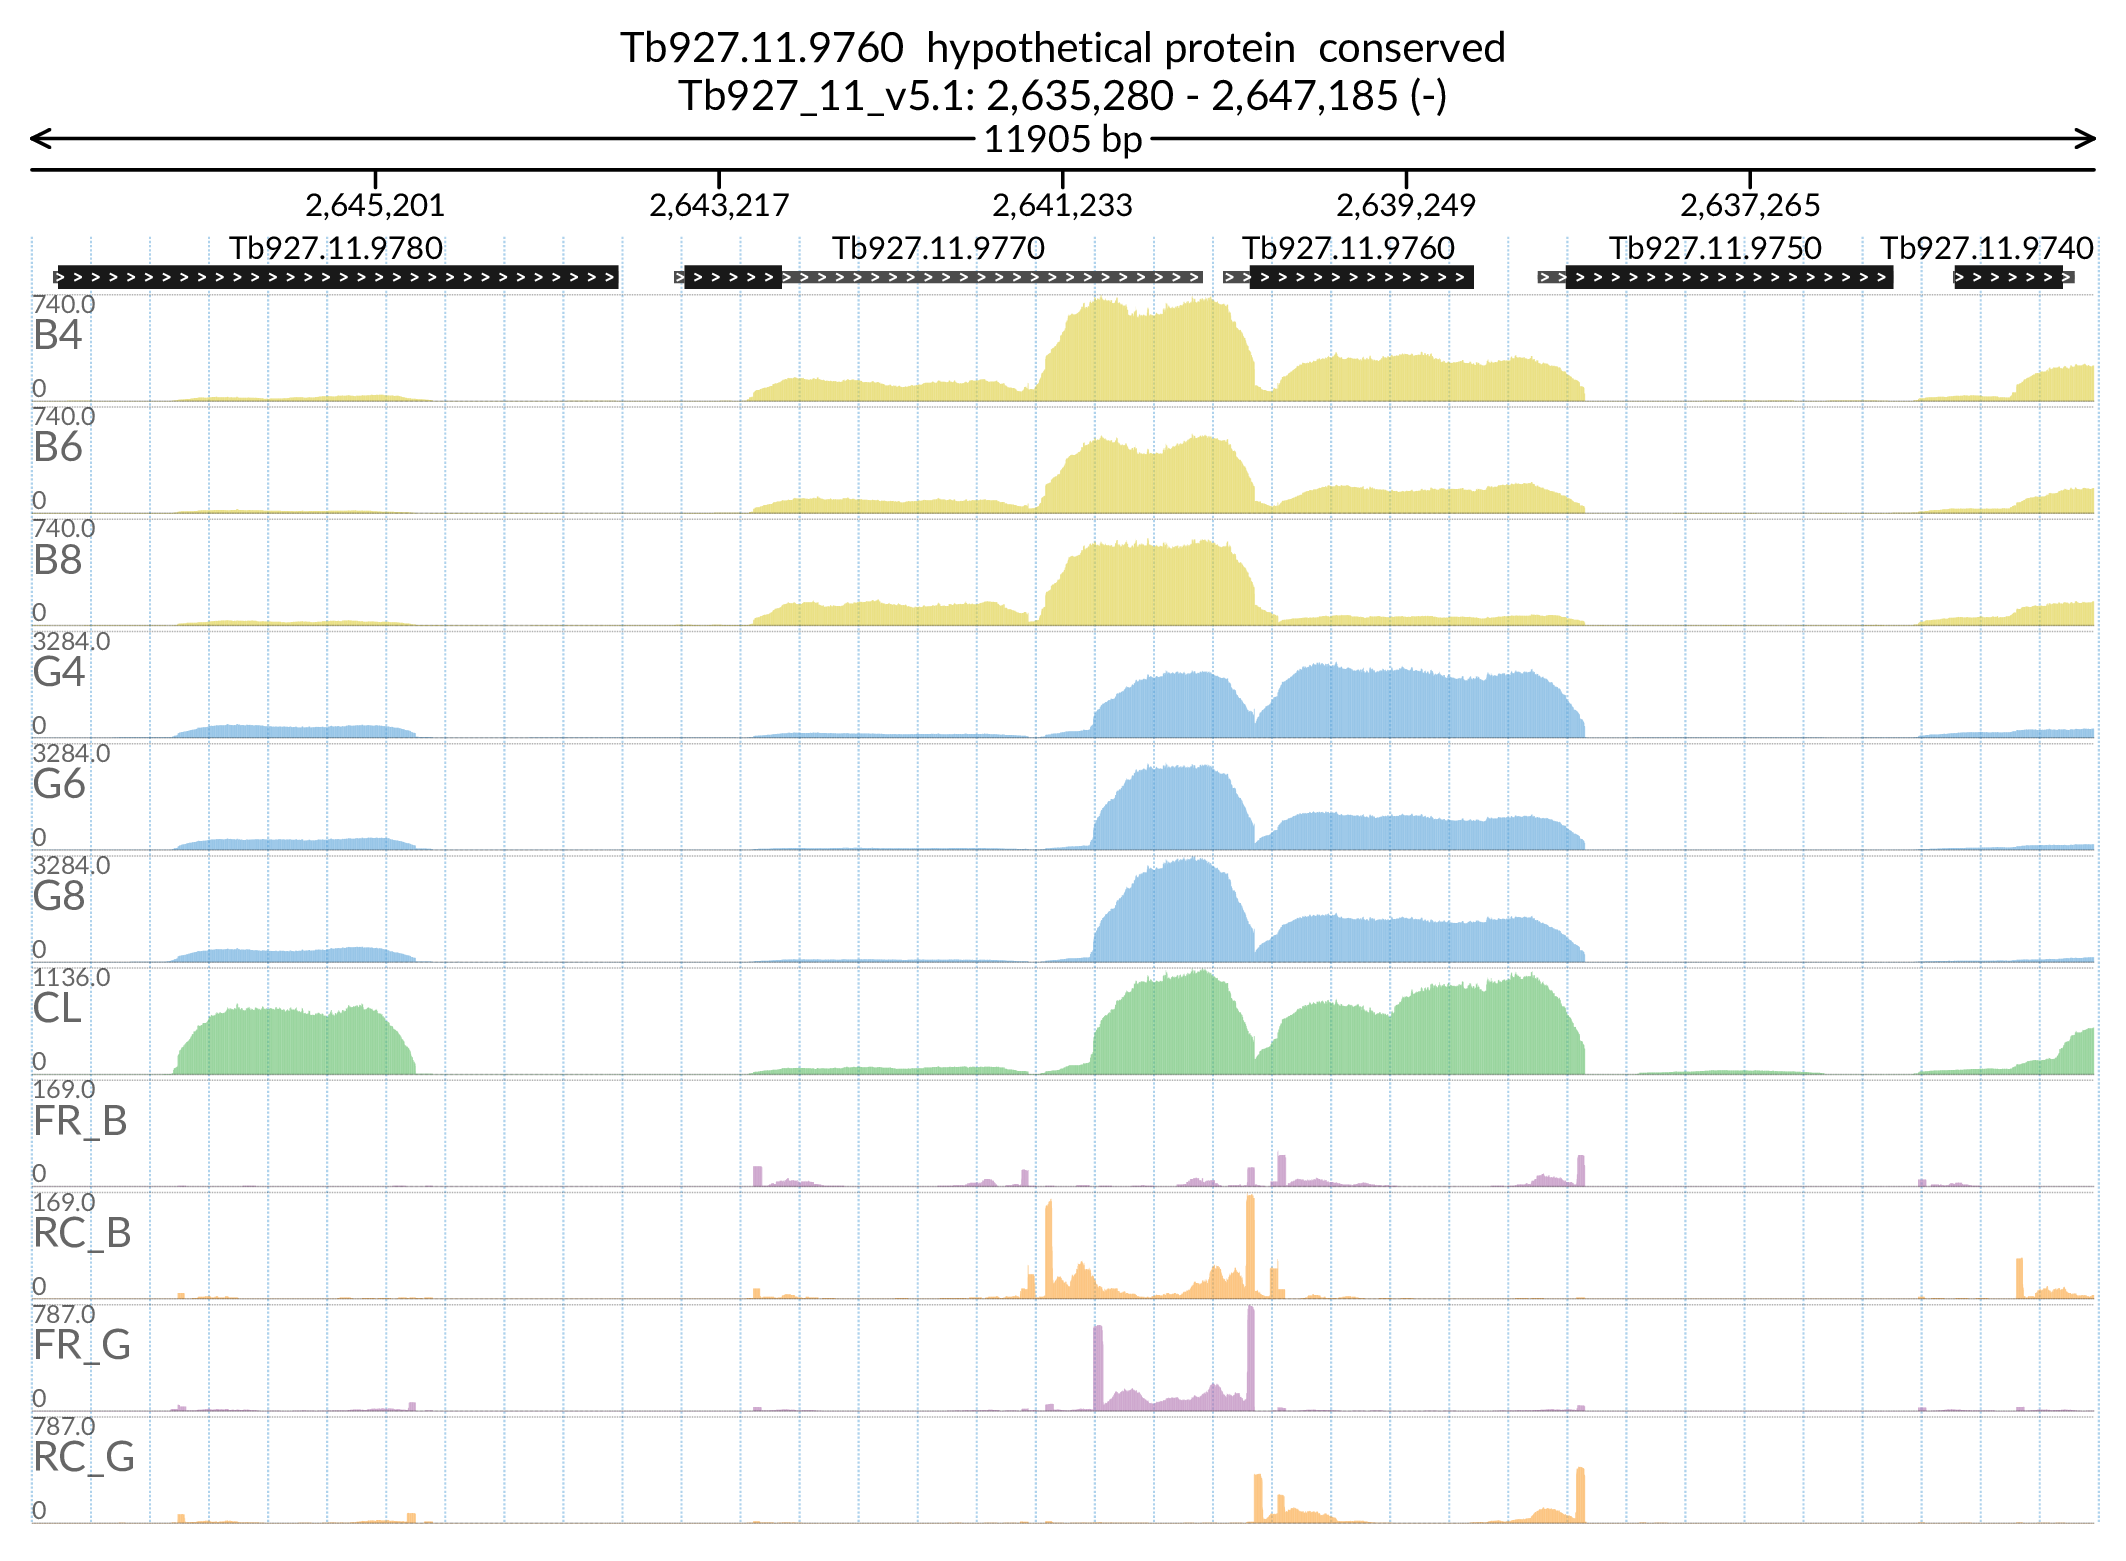 Tb927.11.9760 hypothetical protein conserved
Tb927_11_v5.1: 2,635,280 - 2,647,185 (-)
11905 bp
2,645,201 2,643,217 2,641,233 2,639,249 2,637,265
Tb927.11.9780 Tb927.11.9770 Tb927.11.9760 Tb927.11.9750 Tb927.11.9740
740.0
B4
0
740.0
B6
0
740.0
B8
0
3284.0
G4
0
3284.0
G6
0
3284.0
G8
0
1136.0
CL
0
169.0
FR_B
0
169.0
RC_B
0
787.0
FR_G
0
787.0
RC_G
0